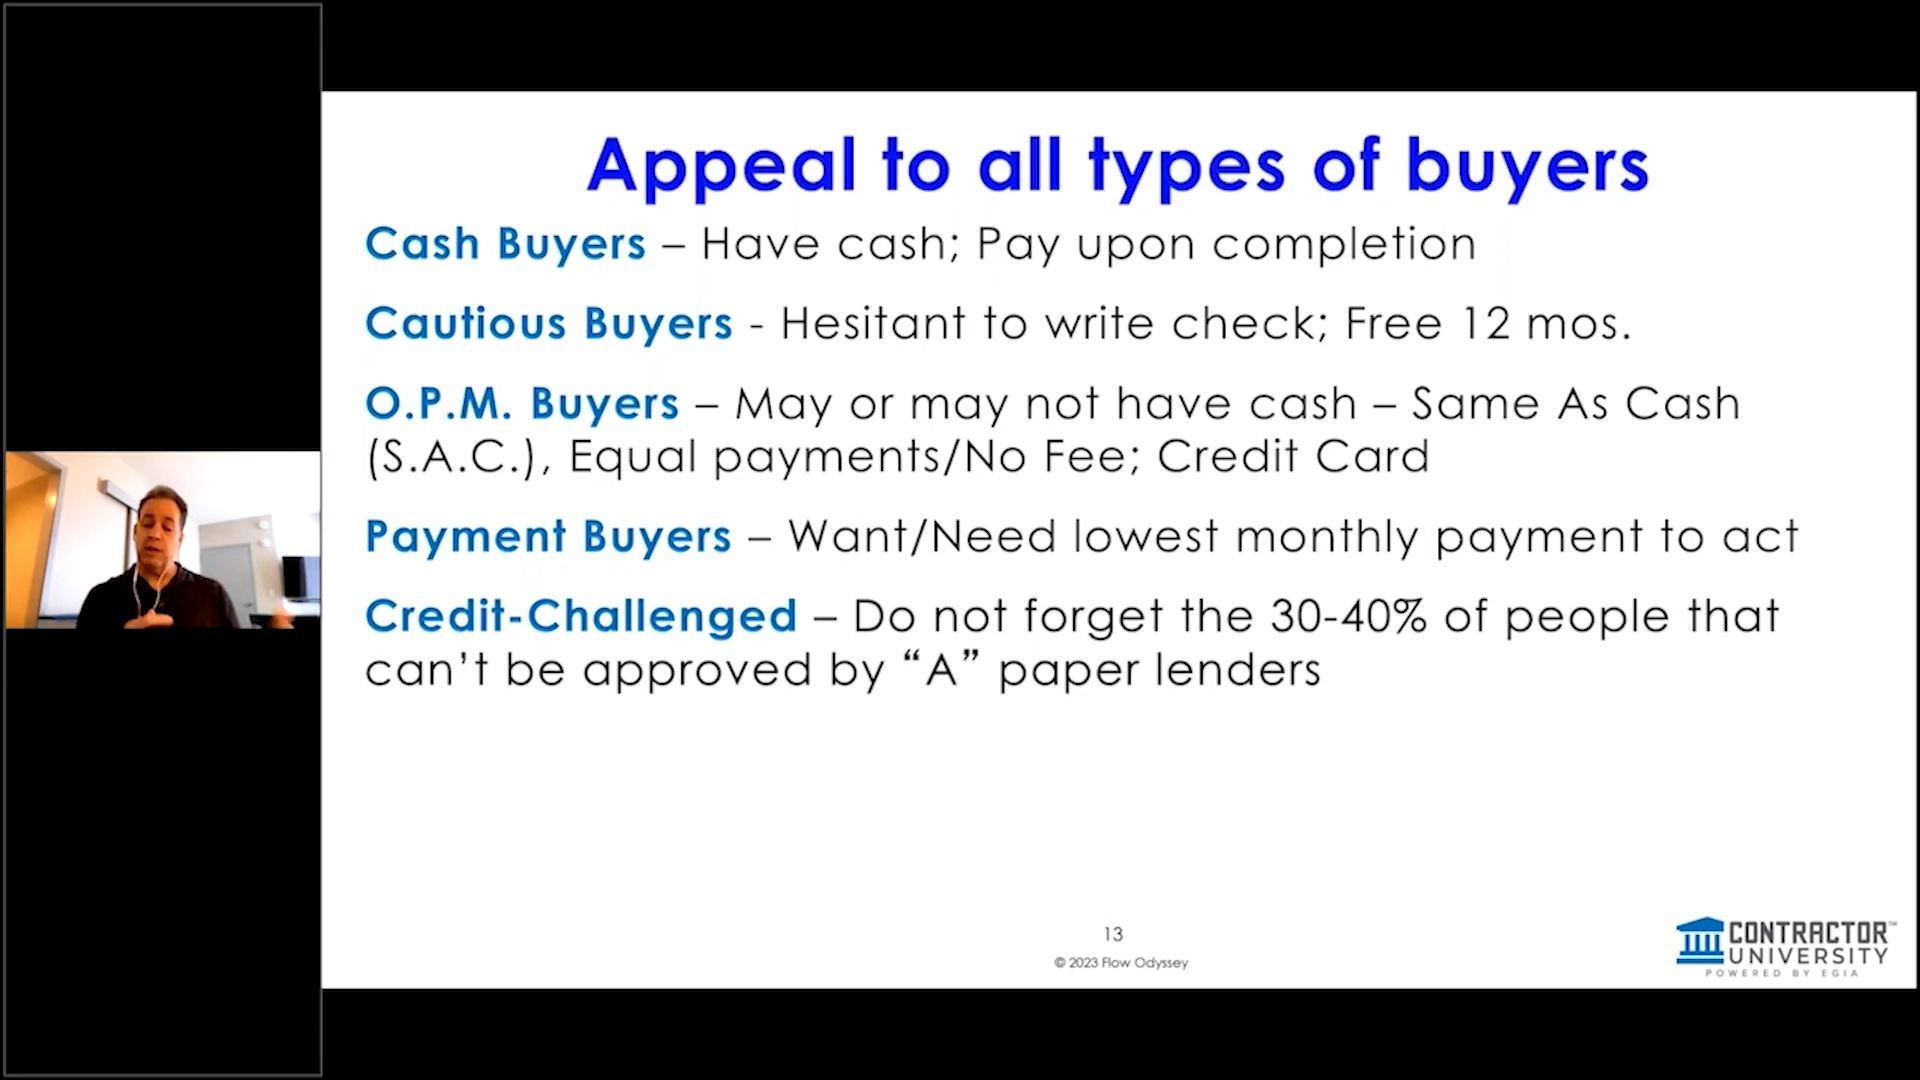 Appeal to all types of buyers
Cash Buyers – Have cash; Pay upon completion
Cautious Buyers - Hesitant to write check; Free 12 mos.
O.P.M. Buyers – May or may not have cash – Same As Cash
(S.A.C.), Equal payments/No Fee; Credit Card
Payment Buyers – Want/Need lowest monthly payment to act
Credit-Challenged – Do not forget the 30-40% of people that
can’t be approved by “A” paper lenders
13
© 2023 Flow Odyssey
CONTRACTOR™
UNIVERSITY
POWERED BY EGIA